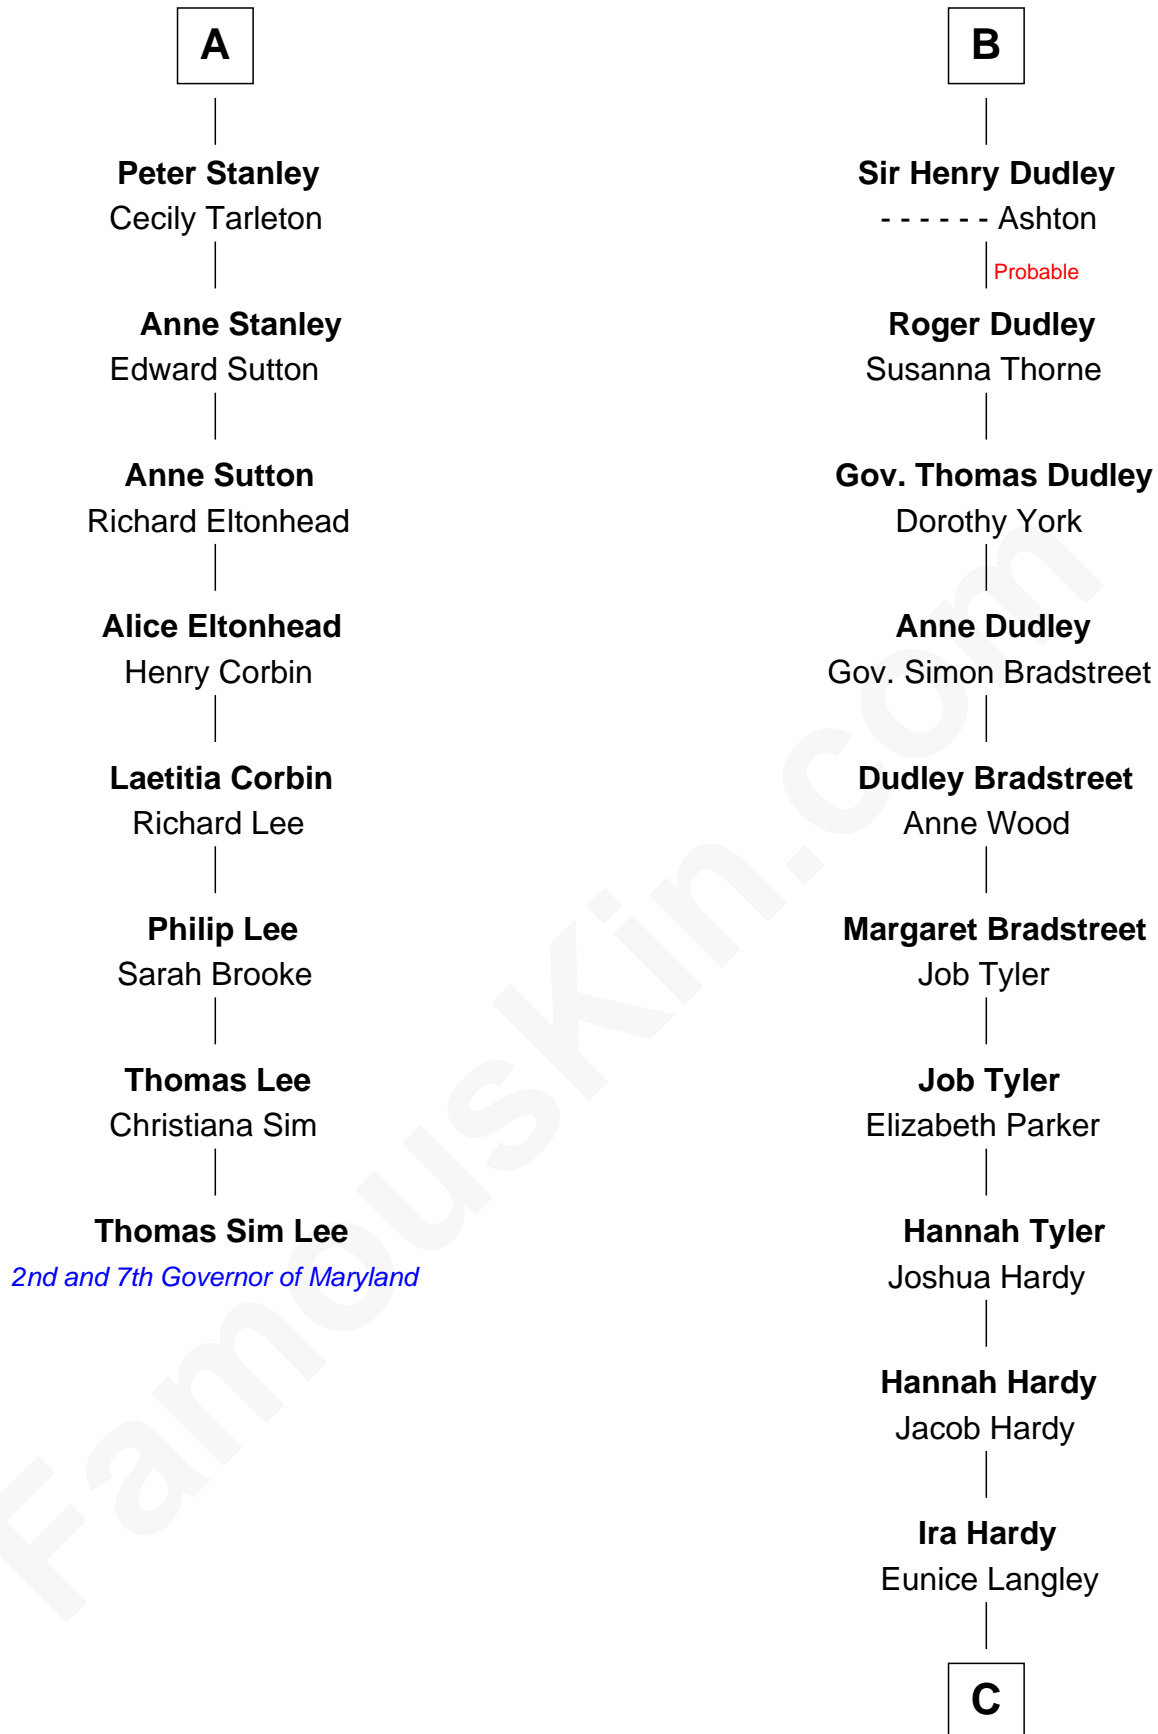 A
Peter Stanley
Cecily Tarleton
Anne Stanley
Edward Sutton
Anne Sutton
Richard Eltonhead
Alice Eltonhead
Henry Corbin
Laetitia Corbin
Richard Lee
Philip Lee
Sarah Brooke
Thomas Lee
Christiana Sim
Thomas Sim Lee
2nd and 7th Governor of Maryland
B
Sir Henry Dudley
- - - - - - Ashton
Probable
Roger Dudley
Susanna Thorne
Gov. Thomas Dudley
Dorothy York
Anne Dudley
Gov. Simon Bradstreet
Dudley Bradstreet
Anne Wood
Margaret Bradstreet
Job Tyler
Job Tyler
Elizabeth Parker
Hannah Tyler
Joshua Hardy
Hannah Hardy
Jacob Hardy
Ira Hardy
Eunice Langley
C
FamousKin.com